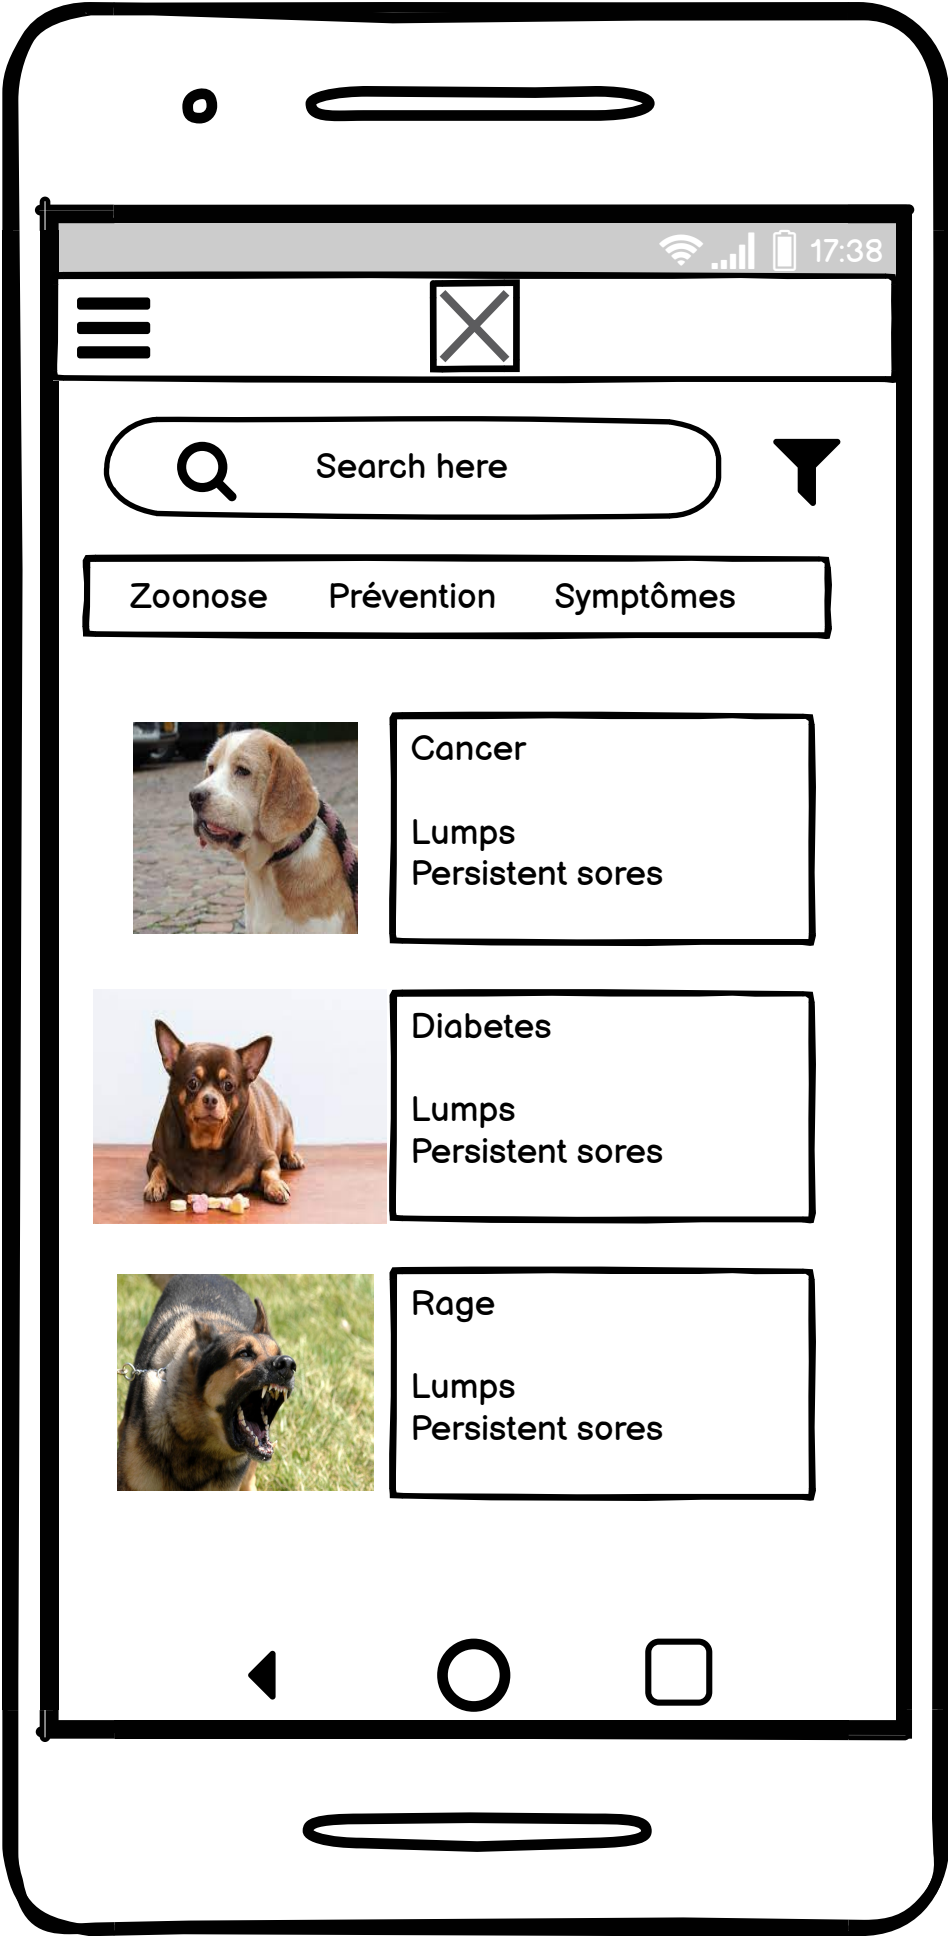 17:38
Search here
Zoonose Prévention Symptômes
Cancer
Lumps
Persistent sores
Diabetes
Lumps
Persistent sores
Rage
Lumps
Persistent sores